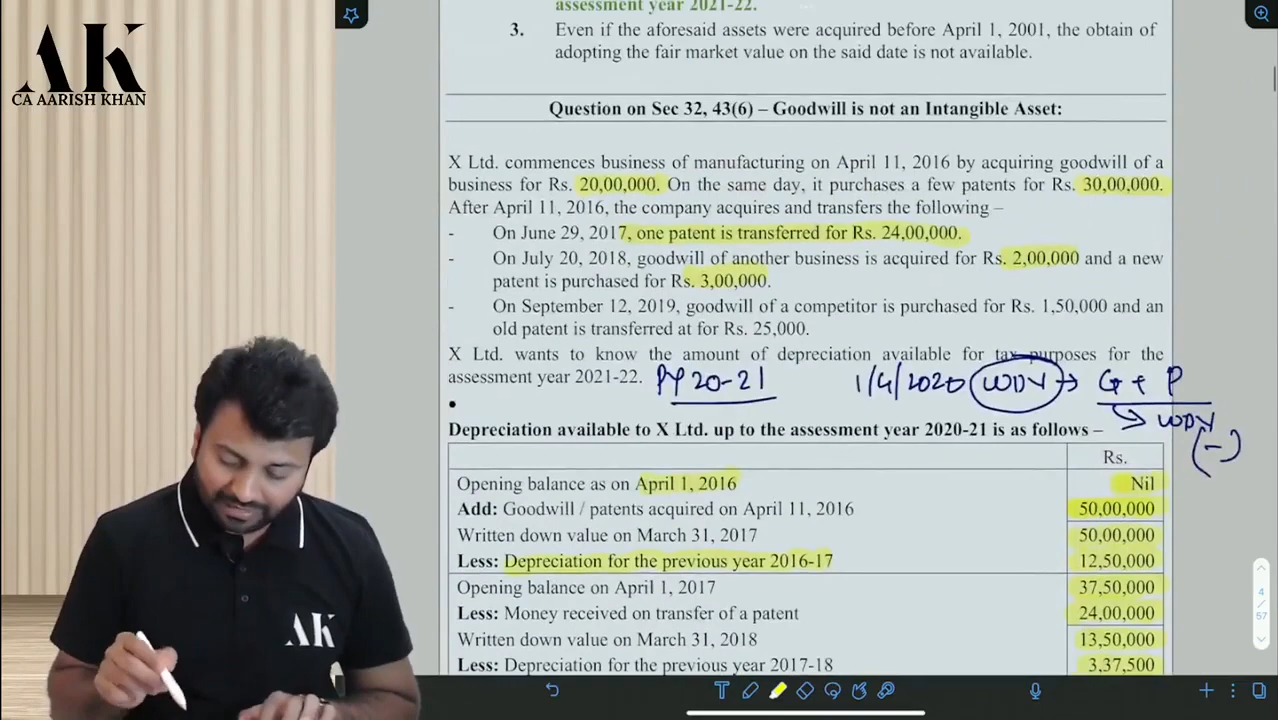 assessment year 2021-22.
3. Even if the aforesaid assets were acquired before April 1, 2001, the obtain of
adopting the fair market value on the said date is not available.
AK
CA AARISH KHAN
Question on Sec 32, 43(6) – Goodwill is not an Intangible Asset:
X Ltd. commences business of manufacturing on April 11, 2016 by acquiring goodwill of a
business for Rs. 20,00,000. On the same day, it purchases a few patents for Rs. 30,00,000.
After April 11, 2016, the company acquires and transfers the following –
- On June 29, 2017, one patent is transferred for Rs. 24,00,000.
- On July 20, 2018, goodwill of another business is acquired for Rs. 2,00,000 and a new
patent is purchased for Rs. 3,00,000.
- On September 12, 2019, goodwill of a competitor is purchased for Rs. 1,50,000 and an
old patent is transferred at for Rs. 25,000.
X Ltd. wants to know the amount of depreciation available for tax purposes for the
assessment year 2021-22. PY 20-21 1/4/2020 WDV → G + P
→ WDV
(-)
Depreciation available to X Ltd. up to the assessment year 2020-21 is as follows –
Rs.
Opening balance as on April 1, 2016 Nil
Add: Goodwill / patents acquired on April 11, 2016 50,00,000
Written down value on March 31, 2017 50,00,000
Less: Depreciation for the previous year 2016-17 12,50,000
Opening balance on April 1, 2017 37,50,000
Less: Money received on transfer of a patent 24,00,000
Written down value on March 31, 2018 13,50,000
Less: Depreciation for the previous year 2017-18 3,37,500
AK
4
/
57
T